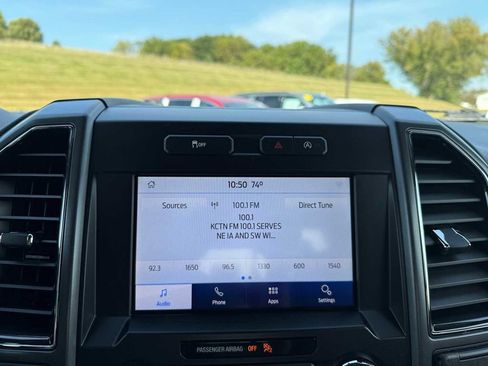 OFF
10:50 74°
Sources 100.1 FM Direct Tune
100.1
KCTN FM 100.1 SERVES
NE IA AND SW WI...
92.3 1650 96.5 1330 600 1540
Audio Phone Apps Settings
PASSENGER AIRBAG OFF